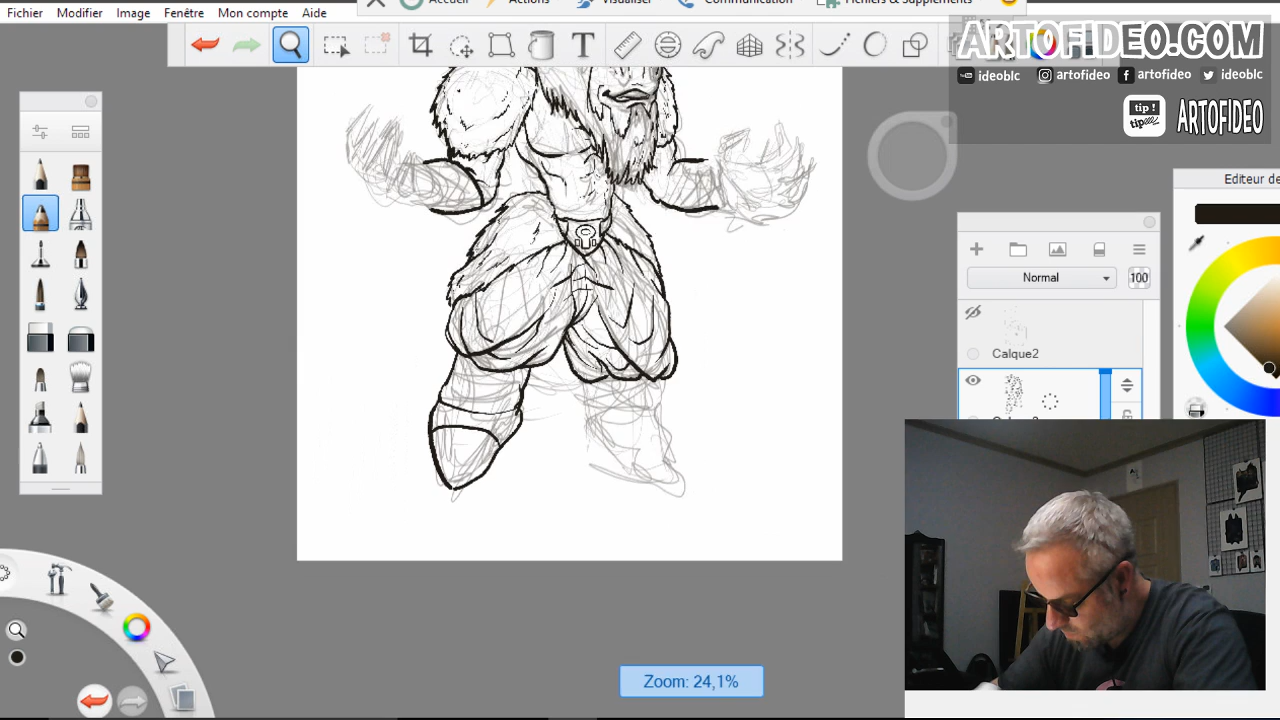 Accueil Actions Visualiser Communication Fichiers & Suppléments
Fichier Modifier Image Fenêtre Mon compte Aide
ARTOFIDEO.COM
ideoblc artofideo artofideo ideoblc
tip !
tip
ARTOFIDEO
Editeur de
Normal 100
Calque2
Zoom: 24,1%